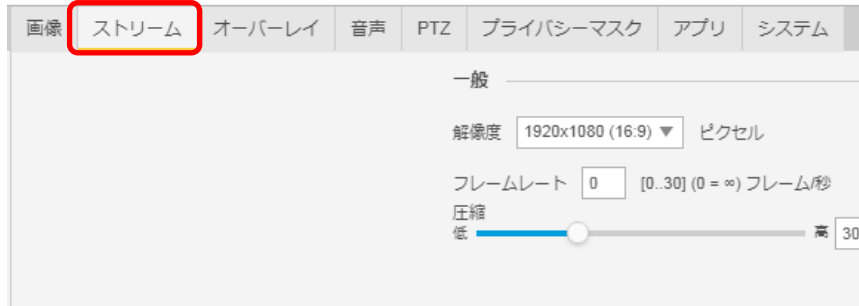 画像 ストリーム オーバーレイ 音声 PTZ プライバシーマスク アプリ システム
一般
解像度 1920x1080 (16:9) ▼ ピクセル
フレームレート 0 [0..30] (0 = ∞) フレーム/秒
圧縮
低 高 30